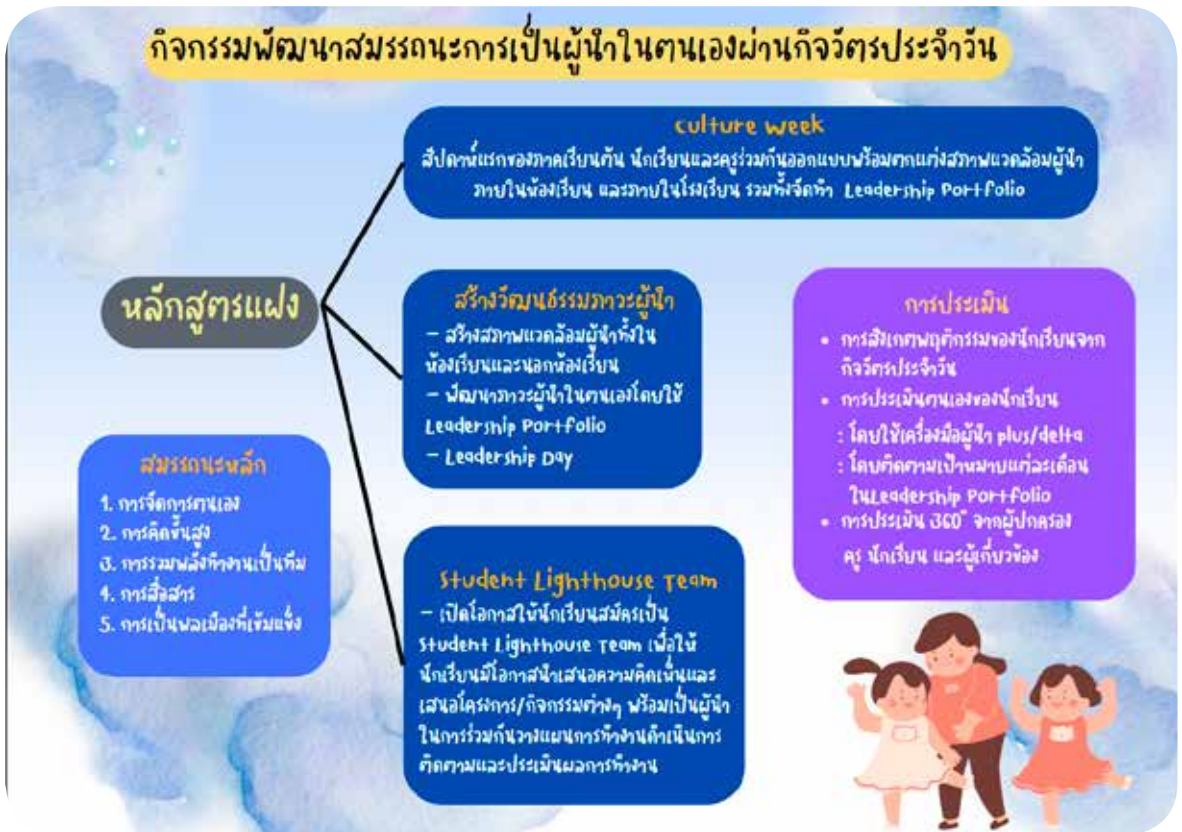 กิจกรรมพัฒนาสมรรถนะการเป็นผู้นำในตนเองผ่านกิจวัตรประจำวัน
culture week
สัปดาห์แรกของภาคเรียนต้น นักเรียนและครูร่วมกันออกแบบพร้อมตกแต่งสภาพแวดล้อมผู้นำ
ภายในห้องเรียน และภายในโรงเรียน รวมทั้งจัดทำ Leadership Portfolio
หลักสูตรแฝง
สร้างวัฒนธรรมภาวะผู้นำ
– สร้างสภาพแวดล้อมผู้นำทั้งใน
ห้องเรียนและนอกห้องเรียน
– พัฒนาภาวะผู้นำในตนเองโดยใช้
Leadership Portfolio
– Leadership Day
การประเมิน
• การสังเกตพฤติกรรมของนักเรียนจาก
กิจวัตรประจำวัน
• การประเมินตนเองของนักเรียน
: โดยใช้เครื่องมือผู้นำ plus/delta
: โดยติดตามเป้าหมายแต่ละเดือน
ในLeadership Portfolio
• การประเมิน 360° จากผู้ปกครอง
ครู นักเรียน และผู้เกี่ยวข้อง
สมรรถนะหลัก
1. การจัดการตนเอง
2. การคิดขั้นสูง
3. การรวมพลังทำงานเป็นทีม
4. การสื่อสาร
5. การเป็นพลเมืองที่เข้มแข็ง
Student Lighthouse Team
– เปิดโอกาสให้นักเรียนสมัครเป็น
Student Lighthouse Team เพื่อให้
นักเรียนมีโอกาสนำเสนอความคิดเห็นและ
เสนอโครงการ/กิจกรรมต่างๆ พร้อมเป็นผู้นำ
ในการร่วมกันวางแผนการทำงานดำเนินการ
ติดตามและประเมินผลการทำงาน